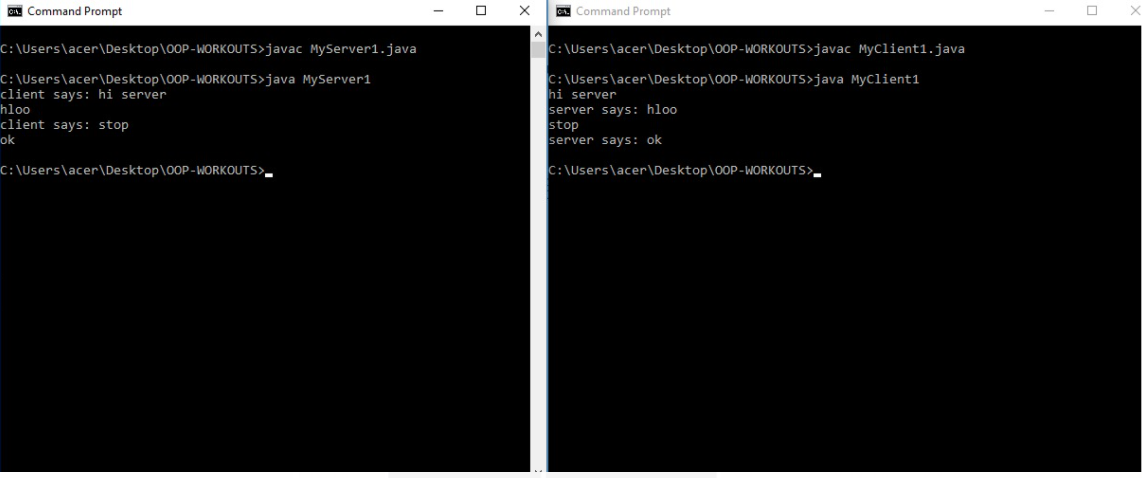 Command Prompt
C:\Users\acer\Desktop\OOP-WORKOUTS>javac MyServer1.java
C:\Users\acer\Desktop\OOP-WORKOUTS>java MyServer1
client says: hi server
hloo
client says: stop
ok
C:\Users\acer\Desktop\OOP-WORKOUTS>
Command Prompt
C:\Users\acer\Desktop\OOP-WORKOUTS>javac MyClient1.java
C:\Users\acer\Desktop\OOP-WORKOUTS>java MyClient1
hi server
server says: hloo
stop
server says: ok
C:\Users\acer\Desktop\OOP-WORKOUTS>